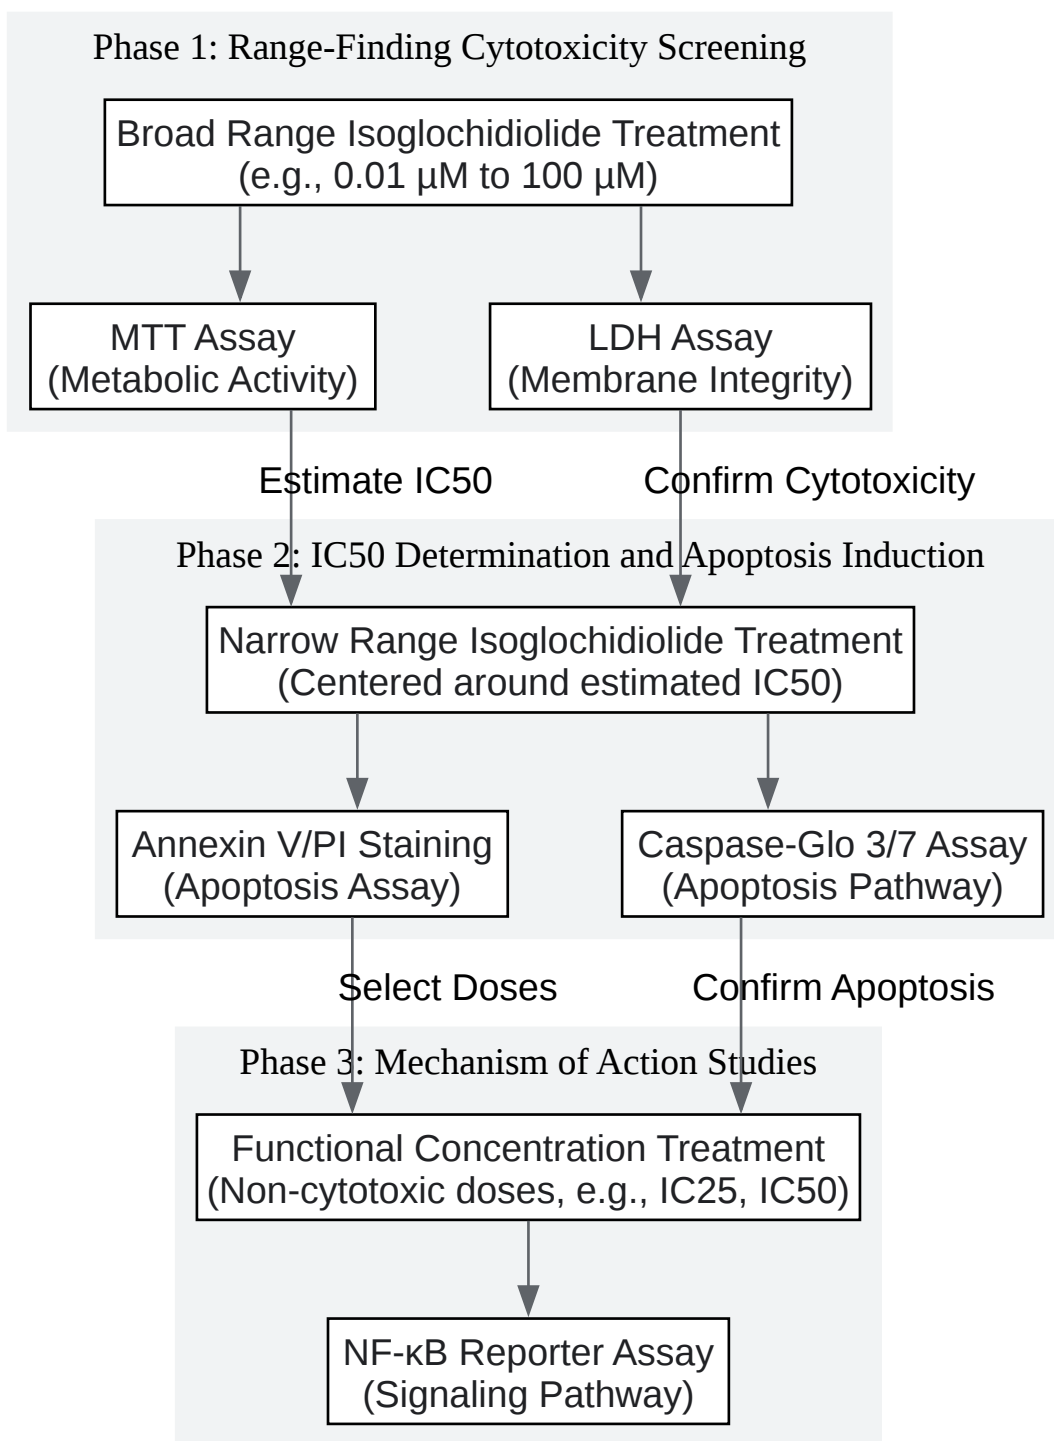 Phase 1: Range-Finding Cytotoxicity Screening
Broad Range Isoglochidiolide Treatment
(e.g., 0.01 µM to 100 µM)
MTT Assay
(Metabolic Activity)
LDH Assay
(Membrane Integrity)
Estimate IC50
Confirm Cytotoxicity
Phase 2: IC50 Determination and Apoptosis Induction
Narrow Range Isoglochidiolide Treatment
(Centered around estimated IC50)
Annexin V/PI Staining
(Apoptosis Assay)
Caspase-Glo 3/7 Assay
(Apoptosis Pathway)
Select Doses
Confirm Apoptosis
Phase 3: Mechanism of Action Studies
Functional Concentration Treatment
(Non-cytotoxic doses, e.g., IC25, IC50)
NF-κB Reporter Assay
(Signaling Pathway)